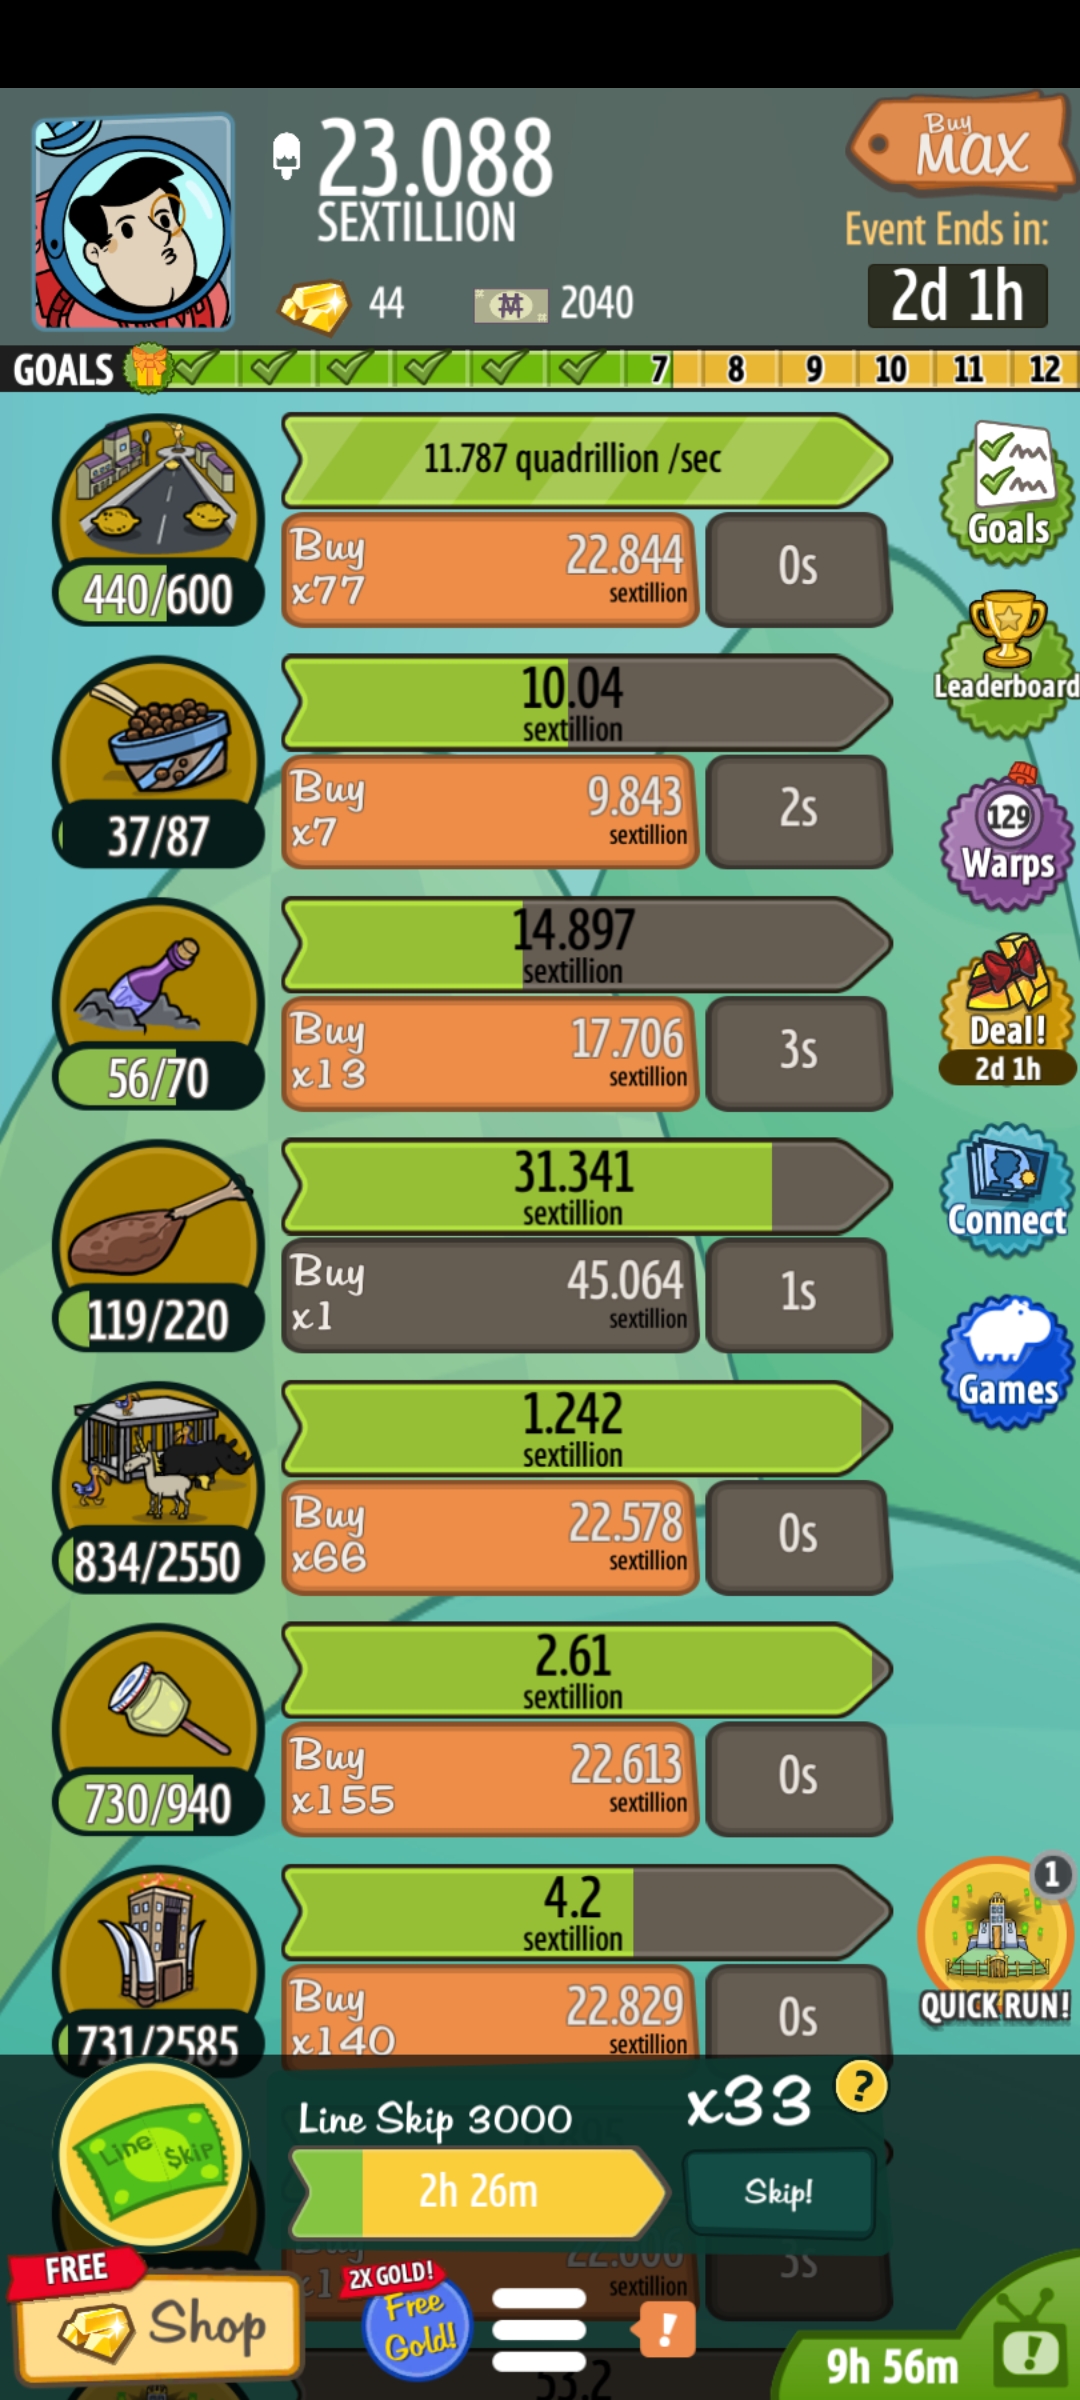 23.088
SEXTILLION
Buy
MAX
Event Ends in:
2d 1h
44
2040
GOALS
7 8 9 10 11 12
11.787 quadrillion /sec
Buy
x77
22.844
sextillion
0s
440/600
Goals
Leaderboard
10.04
sextillion
Buy
x7
9.843
sextillion
2s
37/87
129
Warps
14.897
sextillion
Buy
x13
17.706
sextillion
3s
56/70
Deal!
2d 1h
31.341
sextillion
Buy
x1
45.064
sextillion
1s
119/220
Connect
Games
1.242
sextillion
Buy
x66
22.578
sextillion
0s
834/2550
2.61
sextillion
Buy
x155
22.613
sextillion
0s
730/940
4.2
sextillion
Buy
x140
22.829
sextillion
0s
731/2585
1
QUICK RUN!
Line Skip
Line Skip 3000
x33
?
2h 26m
Skip!
sextillion
3s
FREE
Shop
2X GOLD!
Free
Gold!
!
9h 56m
!
53.2